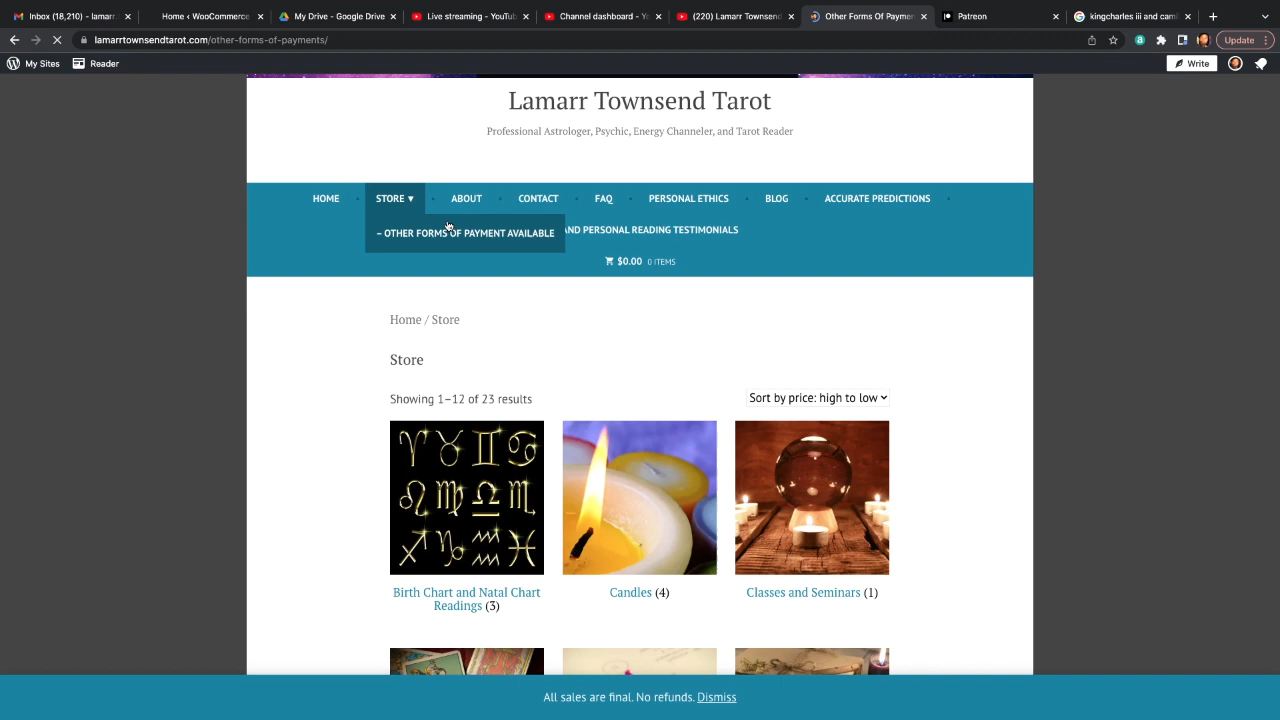 Inbox (18,210) - lamarr
Home ‹ WooCommerce
My Drive - Google Drive
Live streaming - YouTub
Channel dashboard - Y
(220) Lamarr Townsend
Other Forms Of Paymen
Patreon
kingcharles iii and cam
lamarrtownsendtarot.com/other-forms-of-payments/
Update
My Sites
Reader
Write
Lamarr Townsend Tarot
Professional Astrologer, Psychic, Energy Channeler, and Tarot Reader
HOME
STORE ▾
ABOUT
CONTACT
FAQ
PERSONAL ETHICS
BLOG
ACCURATE PREDICTIONS
– OTHER FORMS OF PAYMENT AVAILABLE
AND PERSONAL READING TESTIMONIALS
$0.00 0 ITEMS
Home / Store
Store
Showing 1–12 of 23 results
Sort by price: high to low
Birth Chart and Natal Chart
Readings (3)
Candles (4)
Classes and Seminars (1)
All sales are final. No refunds. Dismiss